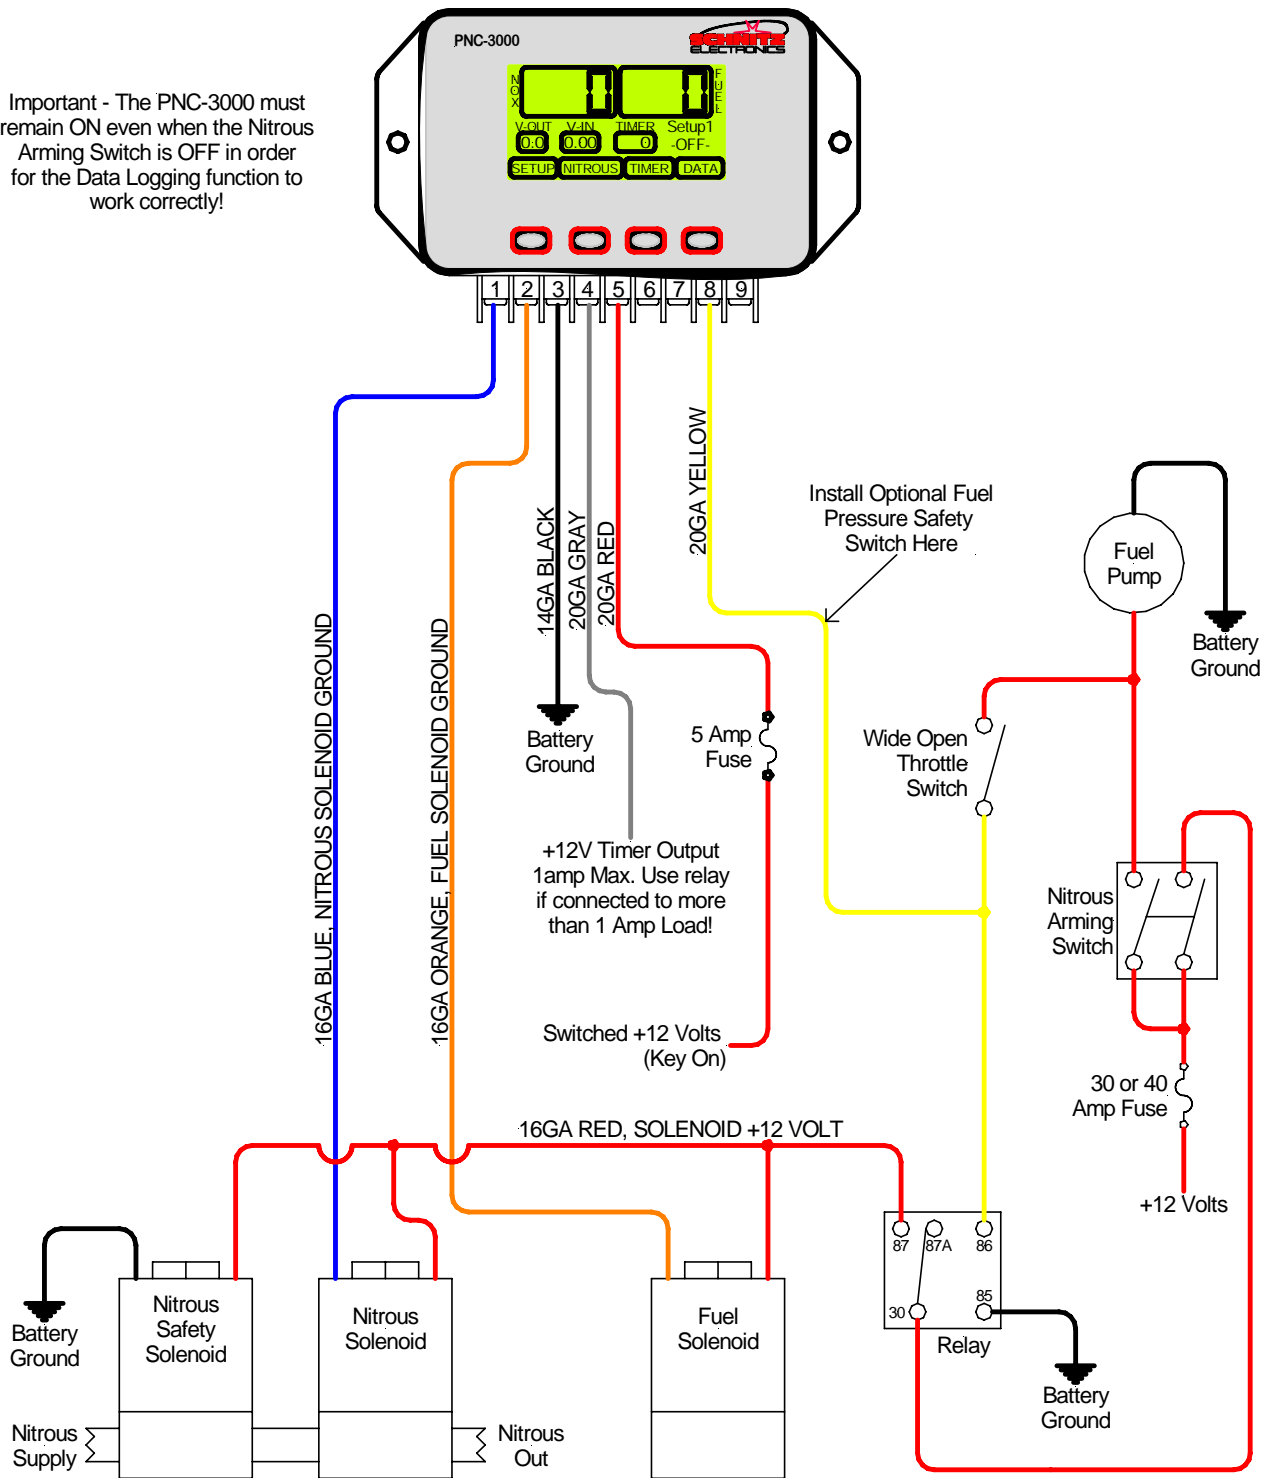 PNC-3000
SCHNITZ
ELECTRONICS
Important - The PNC-3000 must
remain ON even when the Nitrous
Arming Switch is OFF in order
for the Data Logging function to
work correctly!
NOX
0
0
FUEL
V-OUT V-IN TIMER Setup1
0.0 0.00 0 -OFF-
SETUP NITROUS TIMER DATA
1 2 3 4 5 6 7 8 9
16GA BLUE, NITROUS SOLENOID GROUND
16GA ORANGE, FUEL SOLENOID GROUND
14GA BLACK
20GA GRAY
20GA RED
20GA YELLOW
Install Optional Fuel
Pressure Safety
Switch Here
Fuel
Pump
Battery
Ground
Battery
Ground
5 Amp
Fuse
Wide Open
Throttle
Switch
+12V Timer Output
1amp Max. Use relay
if connected to more
than 1 Amp Load!
Nitrous
Arming
Switch
Switched +12 Volts
(Key On)
30 or 40
Amp Fuse
+12 Volts
16GA RED, SOLENOID +12 VOLT
87 87A 86
85
30
Relay
Battery
Ground
Battery
Ground
Nitrous
Safety
Solenoid
Nitrous
Solenoid
Fuel
Solenoid
Nitrous
Supply
Nitrous
Out